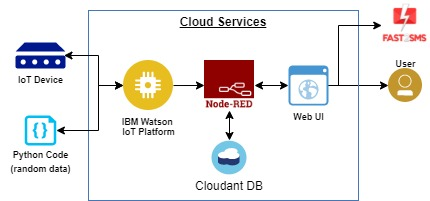 Cloud Services
FAST2SMS
IoT Device
User
IBM Watson
IoT Platform
Node-RED
Web UI
{ }
Python Code
(random data)
Cloudant DB